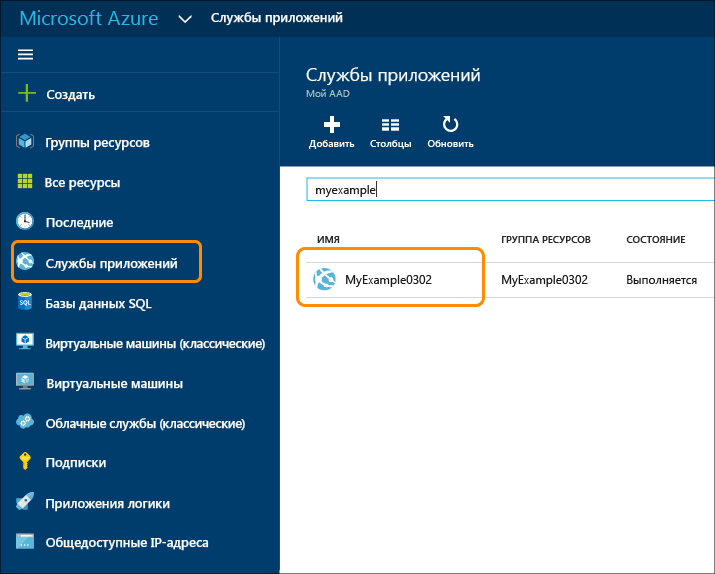 Microsoft Azure Службы приложений
Создать
Группы ресурсов
Все ресурсы
Последние
Службы приложений
Базы данных SQL
Виртуальные машины (классические)
Виртуальные машины
Облачные службы (классические)
Подписки
Приложения логики
Общедоступные IP-адреса
Службы приложений
Мой AAD
Добавить Столбцы Обновить
myexample
ИМЯ ГРУППА РЕСУРСОВ СОСТОЯНИЕ
MyExample0302 MyExample0302 Выполняется